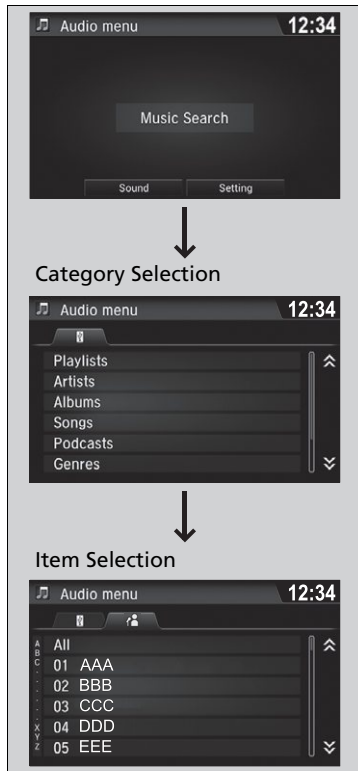 Audio menu 12:34
Music Search
Sound Setting
Category Selection
Audio menu 12:34
Playlists
Artists
Albums
Songs
Podcasts
Genres
Item Selection
Audio menu 12:34
A
B
C
All
01 AAA
02 BBB
03 CCC
04 DDD
05 EEE
X
Y
Z